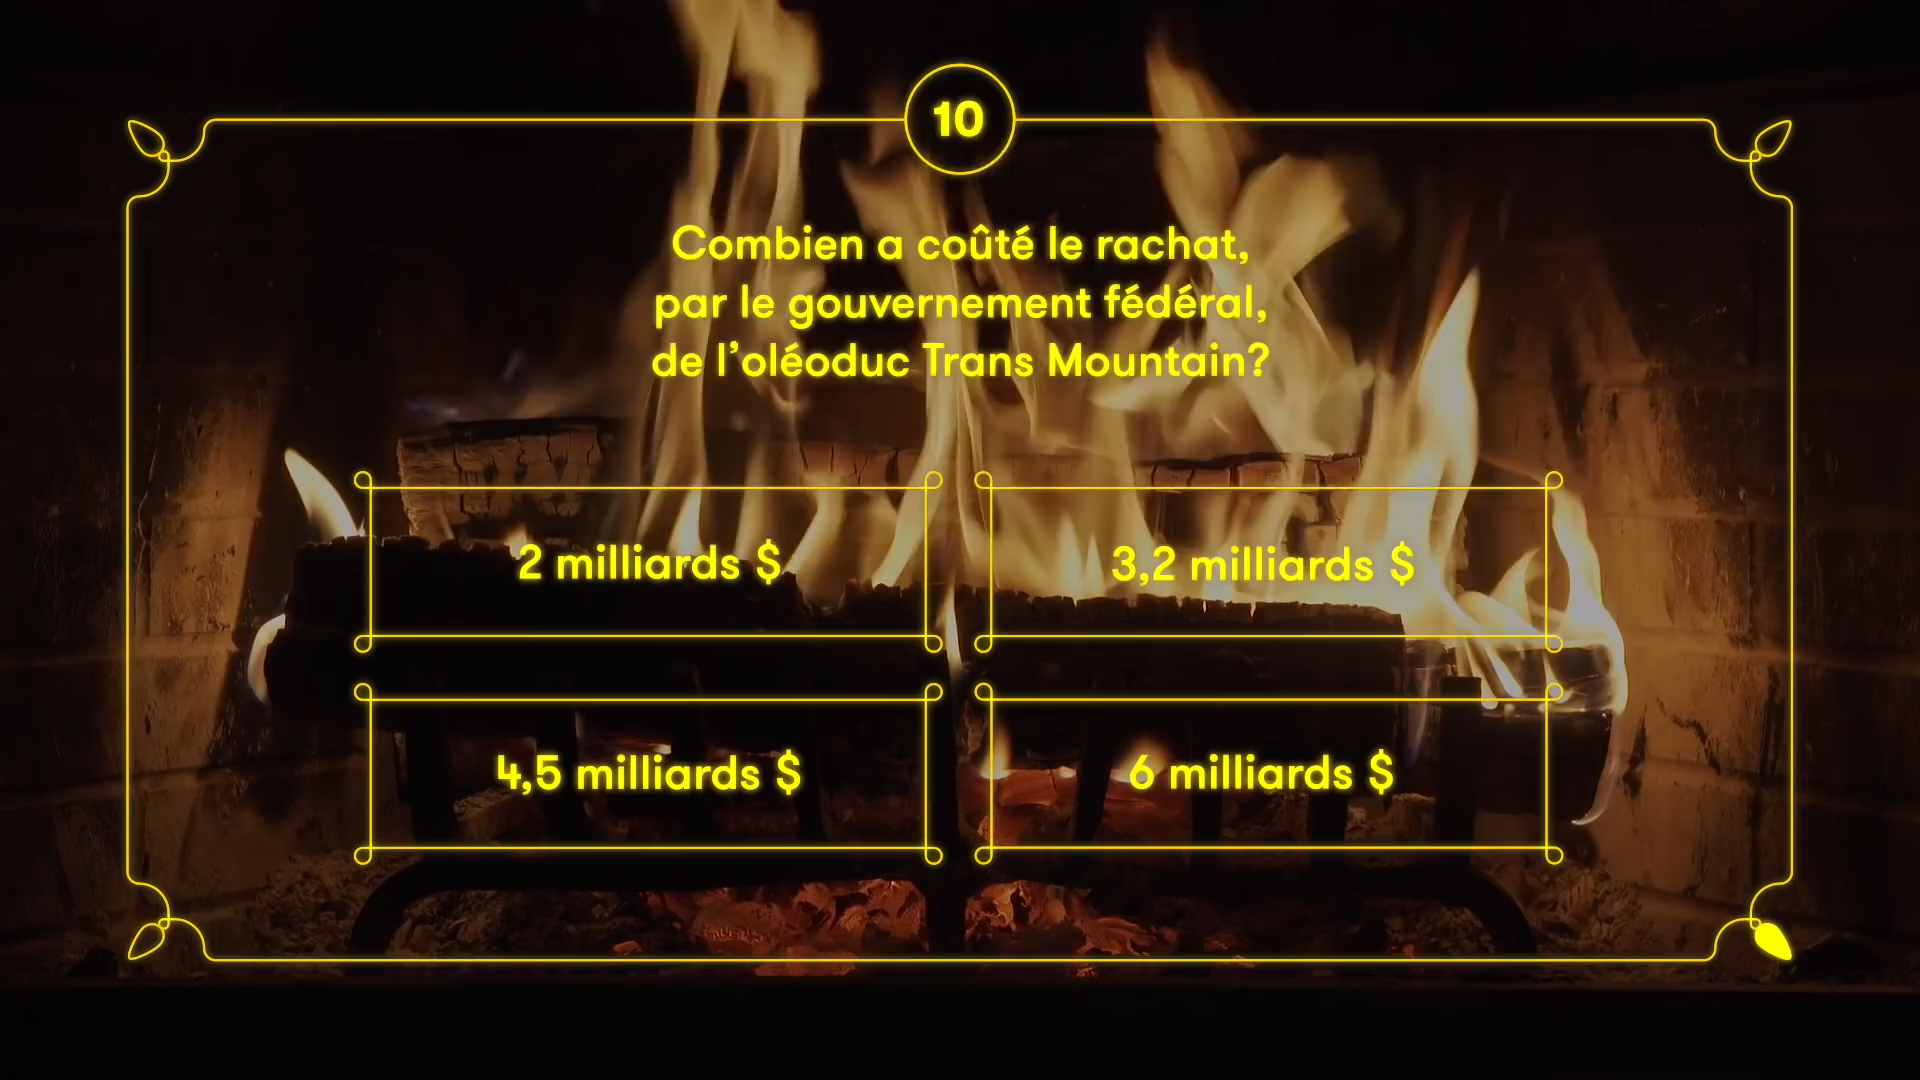 10
Combien a coûté le rachat,
par le gouvernement fédéral,
de l’oléoduc Trans Mountain?
2 milliards $
3,2 milliards $
4,5 milliards $
6 milliards $